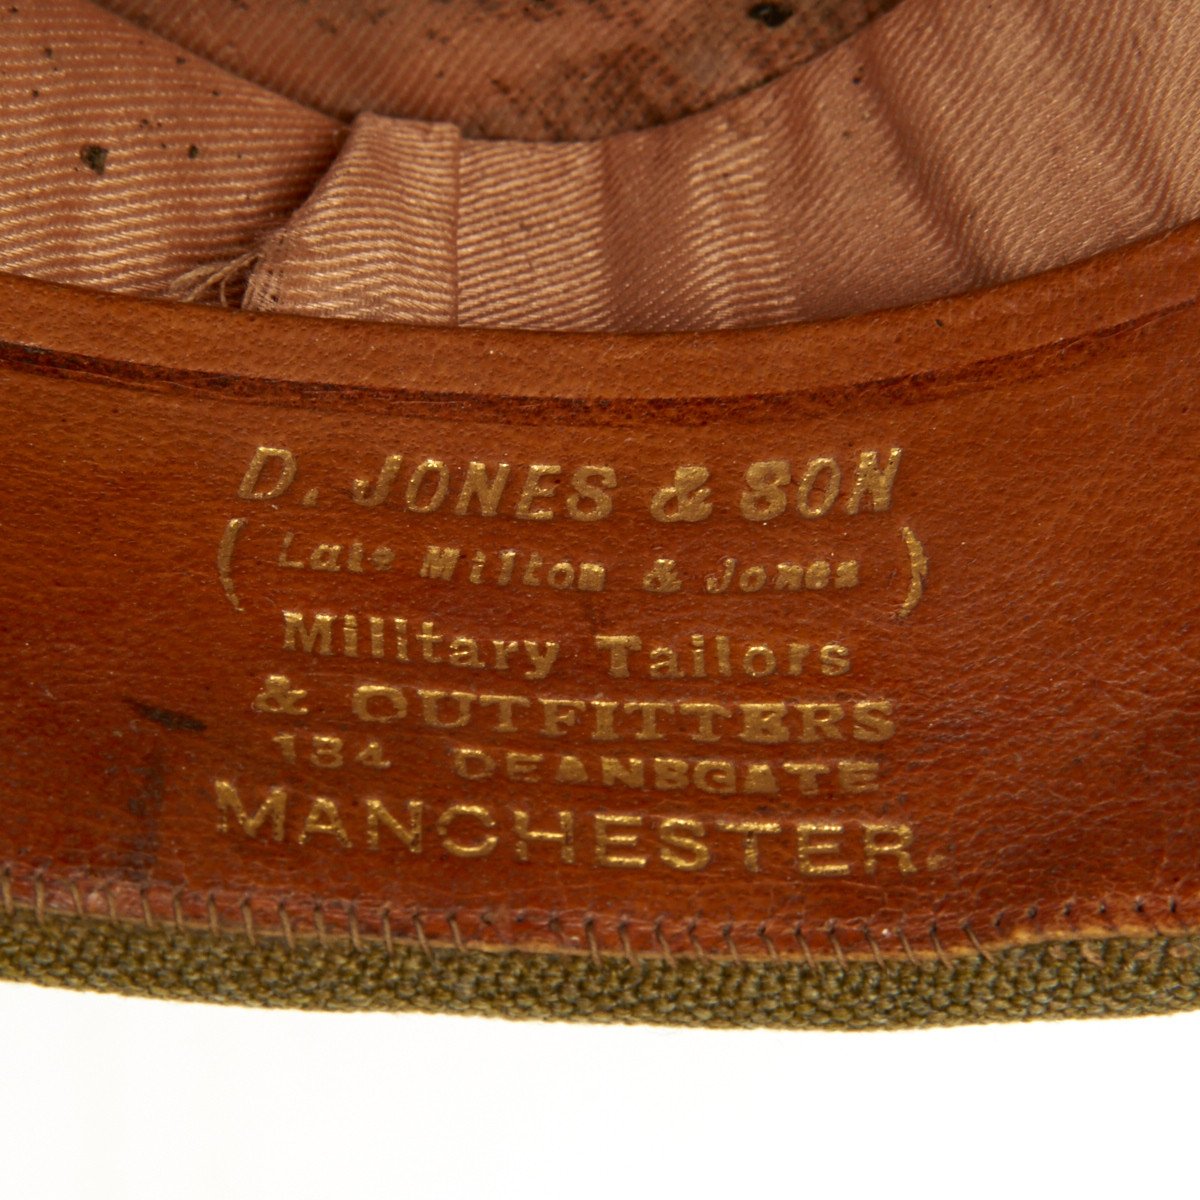 D. JONES & SON
(Late Milton & Jones)
Military Tailors
& OUTFITTERS
134 DEANSGATE
MANCHESTER.